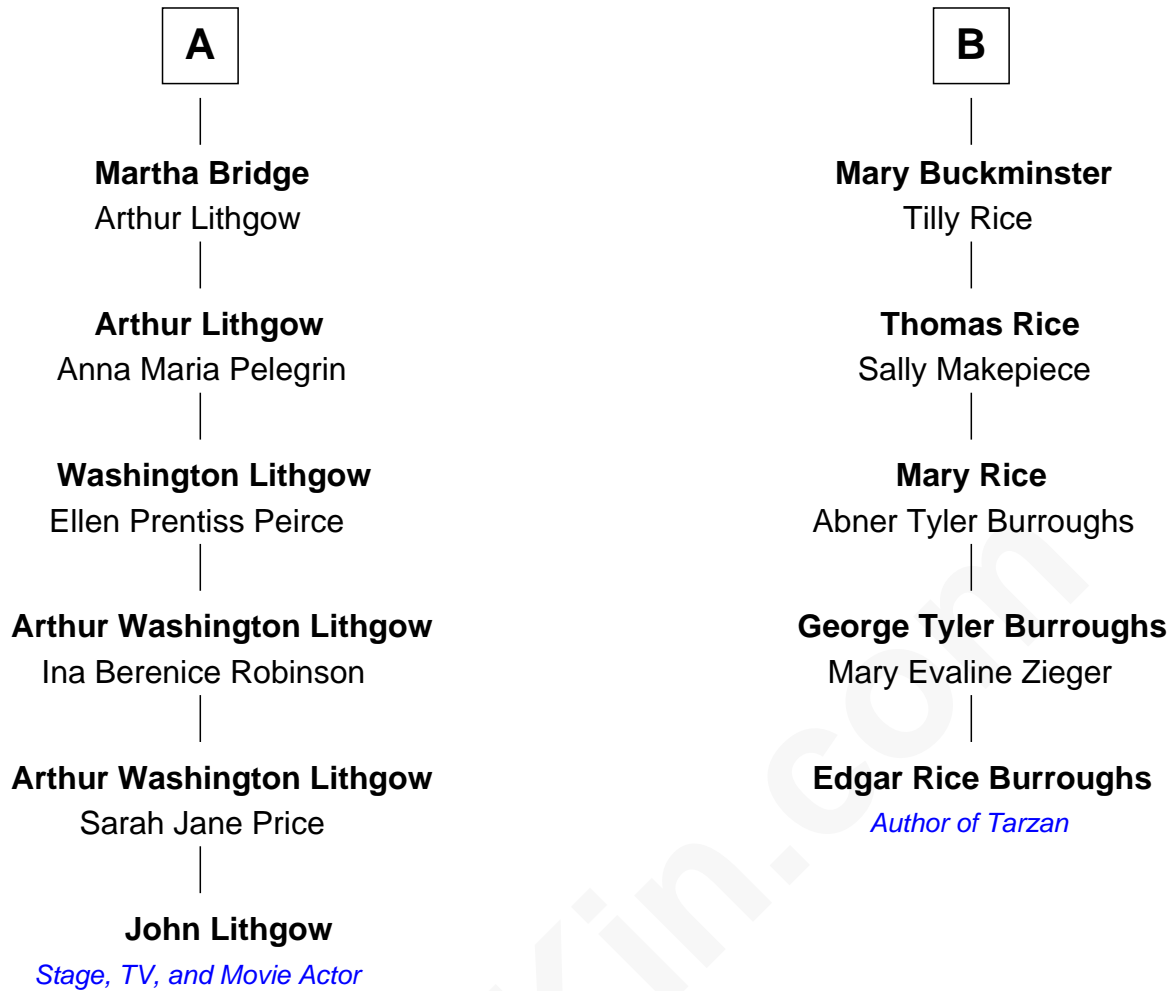 A
Martha Bridge
Arthur Lithgow
Arthur Lithgow
Anna Maria Pelegrin
Washington Lithgow
Ellen Prentiss Peirce
Arthur Washington Lithgow
Ina Berenice Robinson
Arthur Washington Lithgow
Sarah Jane Price
John Lithgow
Stage, TV, and Movie Actor
B
Mary Buckminster
Tilly Rice
Thomas Rice
Sally Makepiece
Mary Rice
Abner Tyler Burroughs
George Tyler Burroughs
Mary Evaline Zieger
Edgar Rice Burroughs
Author of Tarzan
Kin.com